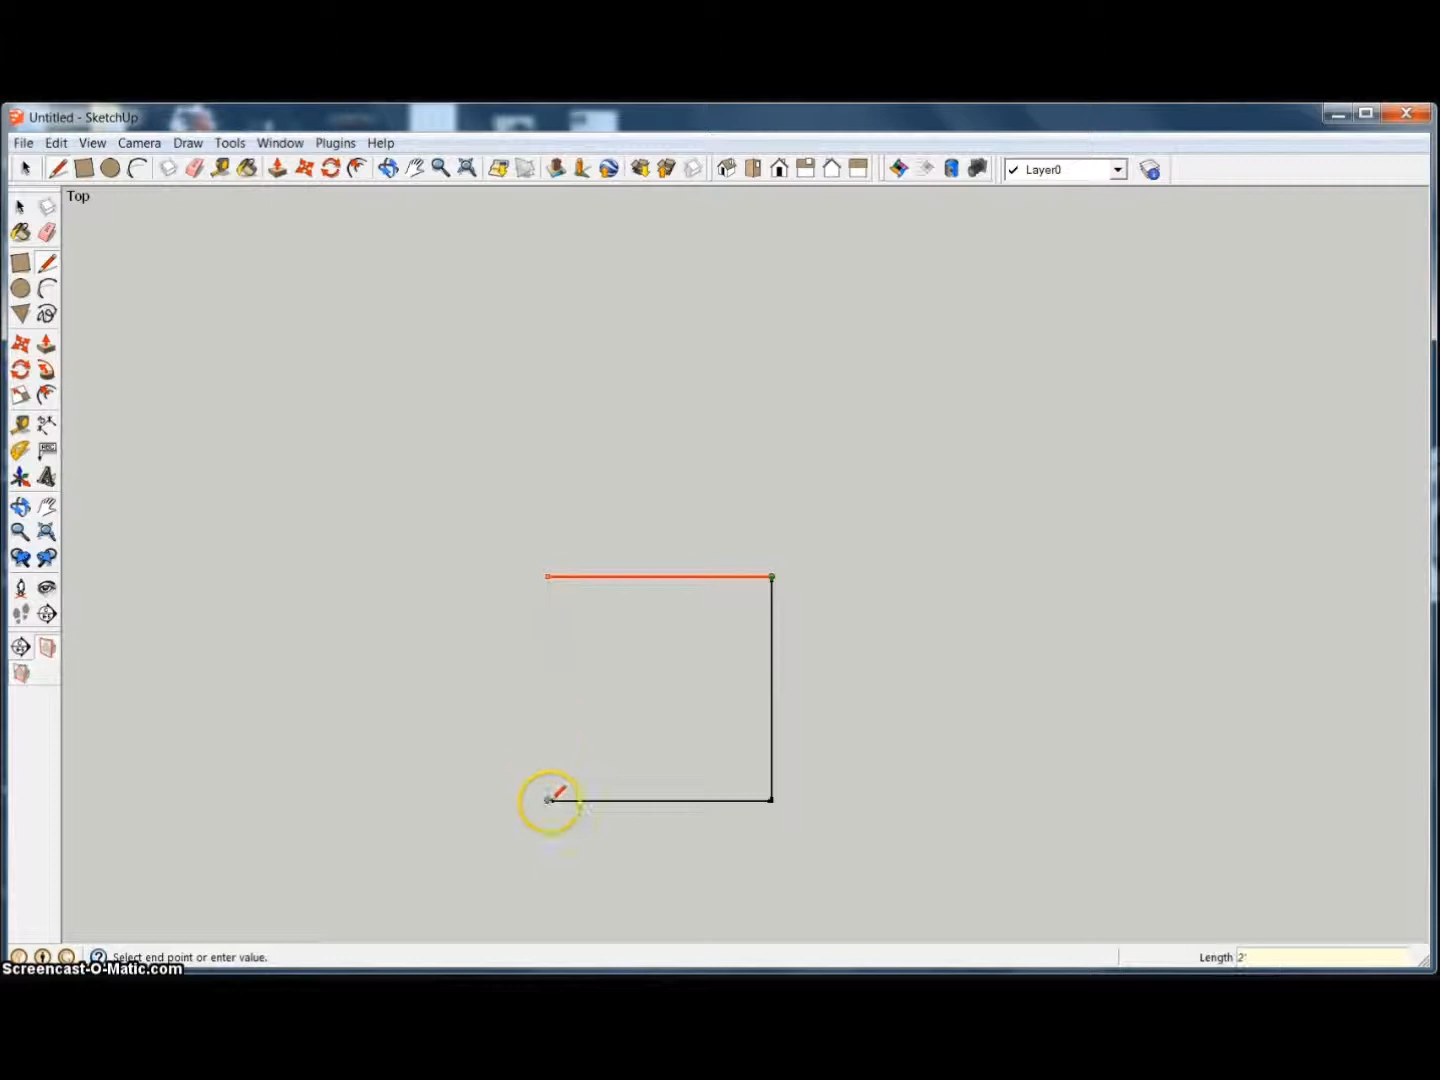 Untitled - SketchUp
File Edit View Camera Draw Tools Window Plugins Help
Layer0
Top
Select end point or enter value.
Length 2'
Screencast-O-Matic.com